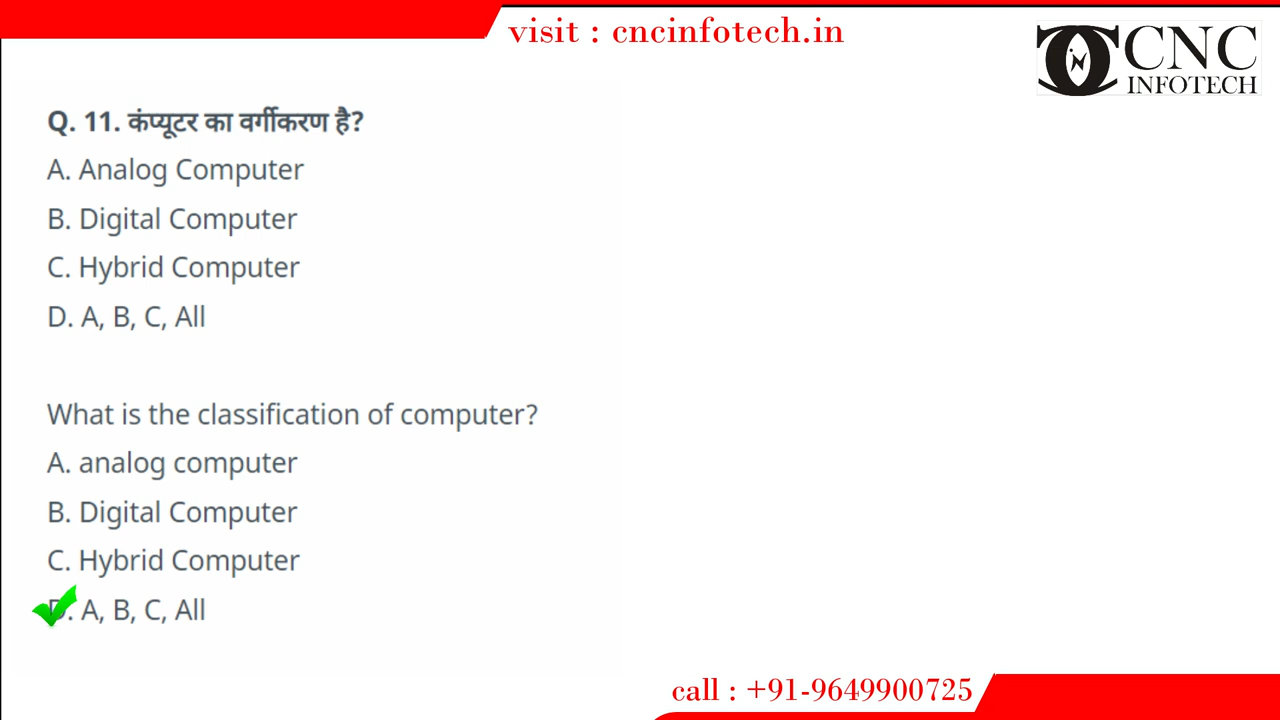 visit : cncinfotech.in
CNC
INFOTECH
Q. 11. कंप्यूटर का वर्गीकरण है?
A. Analog Computer
B. Digital Computer
C. Hybrid Computer
D. A, B, C, All
What is the classification of computer?
A. analog computer
B. Digital Computer
C. Hybrid Computer
D. A, B, C, All
call : +91-9649900725